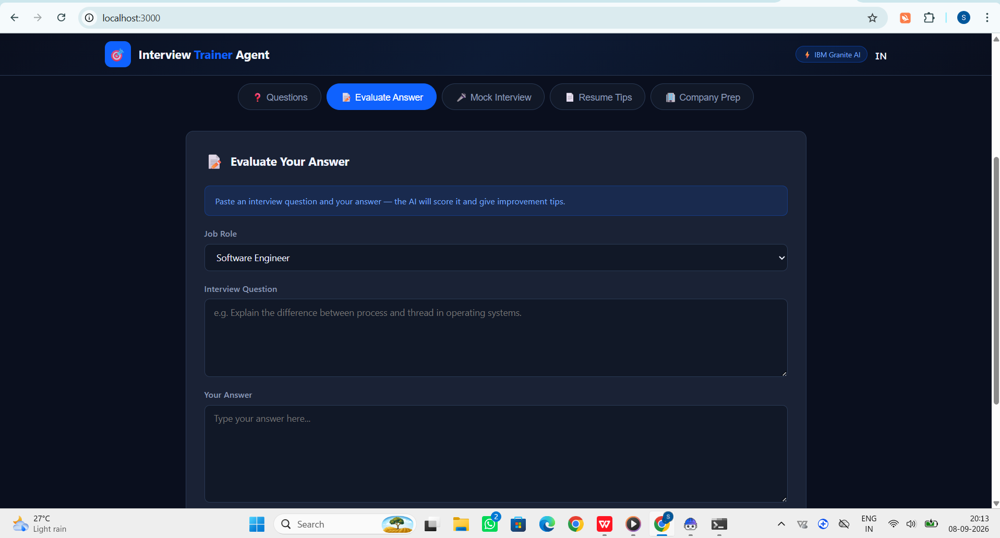 localhost:3000
Interview Trainer Agent
IBM Granite AI
IN
Questions
Evaluate Answer
Mock Interview
Resume Tips
Company Prep
Evaluate Your Answer
Paste an interview question and your answer — the AI will score it and give improvement tips.
Job Role
Software Engineer
Interview Question
e.g. Explain the difference between process and thread in operating systems.
Your Answer
Type your answer here...
27°C
Light rain
Search
2
S
ENG
IN
20:13
08-09-2026
S